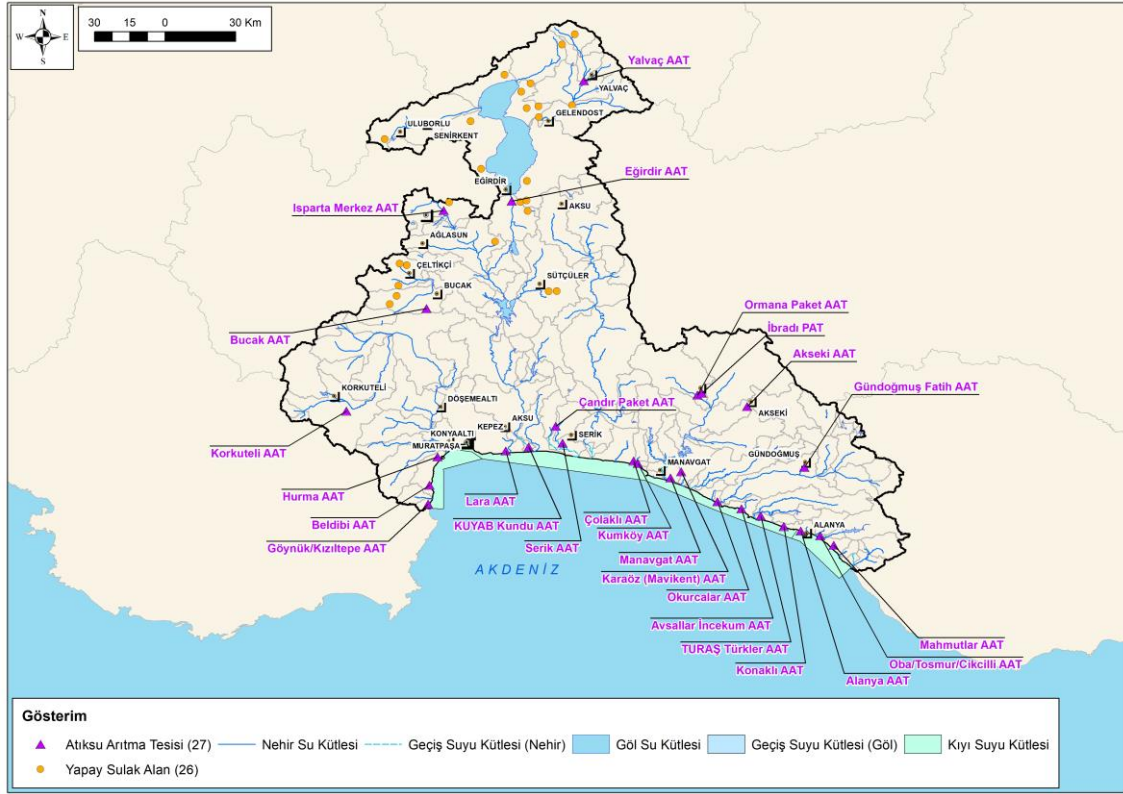 N
W E
S
30 15 0 30 Km
Yalvaç AAT
YALVAÇ
GELENDOST
ULUBORLU
SENİRKENT
EĞİRDİR
Eğirdir AAT
Isparta Merkez AAT
AKSU
AĞLASUN
ÇELTİKÇİ
SÜTÇÜLER
BUCAK
Ormana Paket AAT
İbradı PAT
Bucak AAT
Akseki AAT
Gündoğmuş Fatih AAT
KORKUTELİ
DÖŞEMEALTI
Çandır Paket AAT
AKSEKİ
AKSU
KEPEZ
KONYAALTI
SERİK
MURATPAŞA
Korkuteli AAT
GÜNDOĞMUŞ
MANAVGAT
Hurma AAT
Lara AAT
Beldibi AAT
KUYAB Kundu AAT
Çolaklı AAT
ALANYA
Kumköy AAT
Göynük/Kızıltepe AAT
Serik AAT
Manavgat AAT
AKDENİZ
Karaöz (Mavikent) AAT
Okurcalar AAT
Avsallar İncekum AAT
Mahmutlar AAT
TURAŞ Türkler AAT
Oba/Tosmur/Cikcilli AAT
Konaklı AAT
Alanya AAT
Gösterim
Atıksu Arıtma Tesisi (27) Nehir Su Kütlesi Geçiş Suyu Kütlesi (Nehir) Göl Su Kütlesi Geçiş Suyu Kütlesi (Göl) Kıyı Suyu Kütlesi
Yapay Sulak Alan (26)